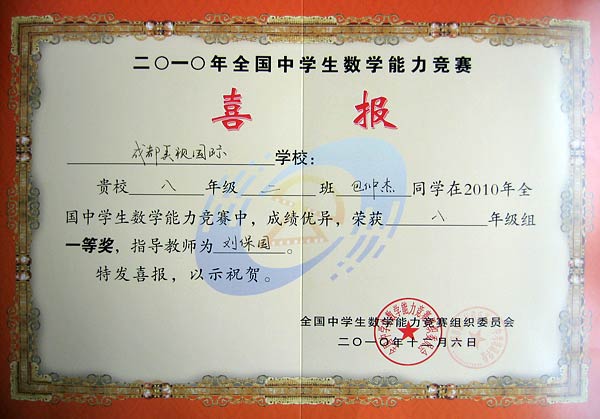 二〇一〇年全国中学生数学能力竞赛
喜报
成都美视国际学校：
贵校八年级二班包仲杰同学在2010年全
国中学生数学能力竞赛中，成绩优异，荣获八年级组
一等奖，指导教师为刘保国。
特发喜报，以示祝贺。
全国中学生数学能力竞赛组织委员会
二〇一〇年十二月六日